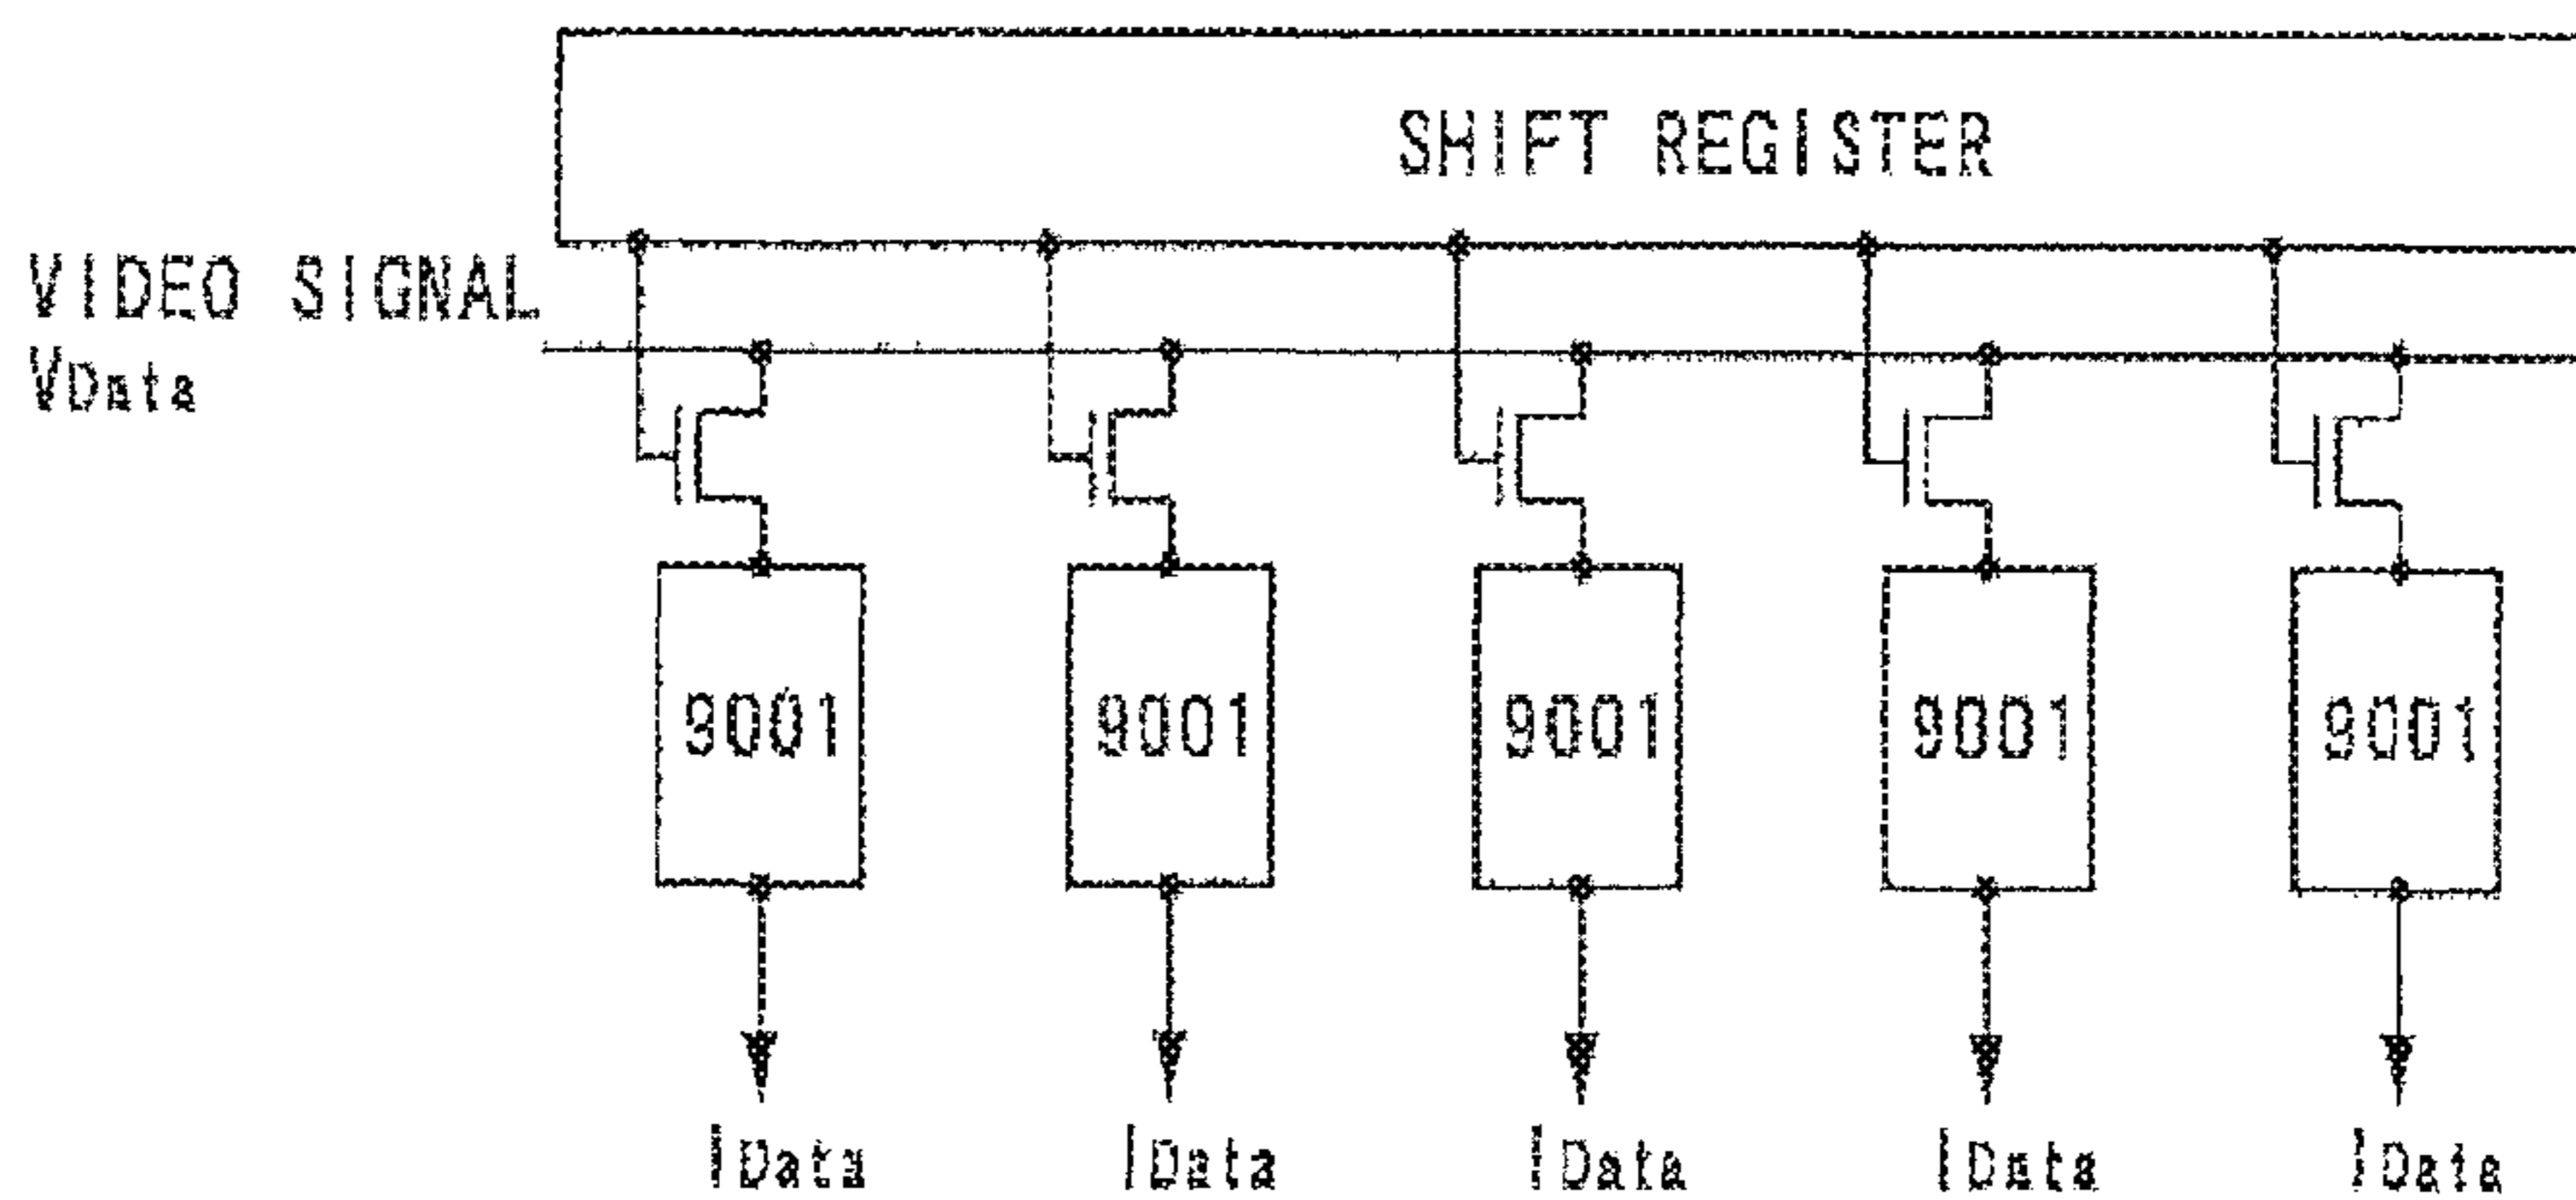 SHIFT REGISTER
VIDEO SIGNAL
VData
9001 9001 9001 9001 9001
IData IData IData IData IData